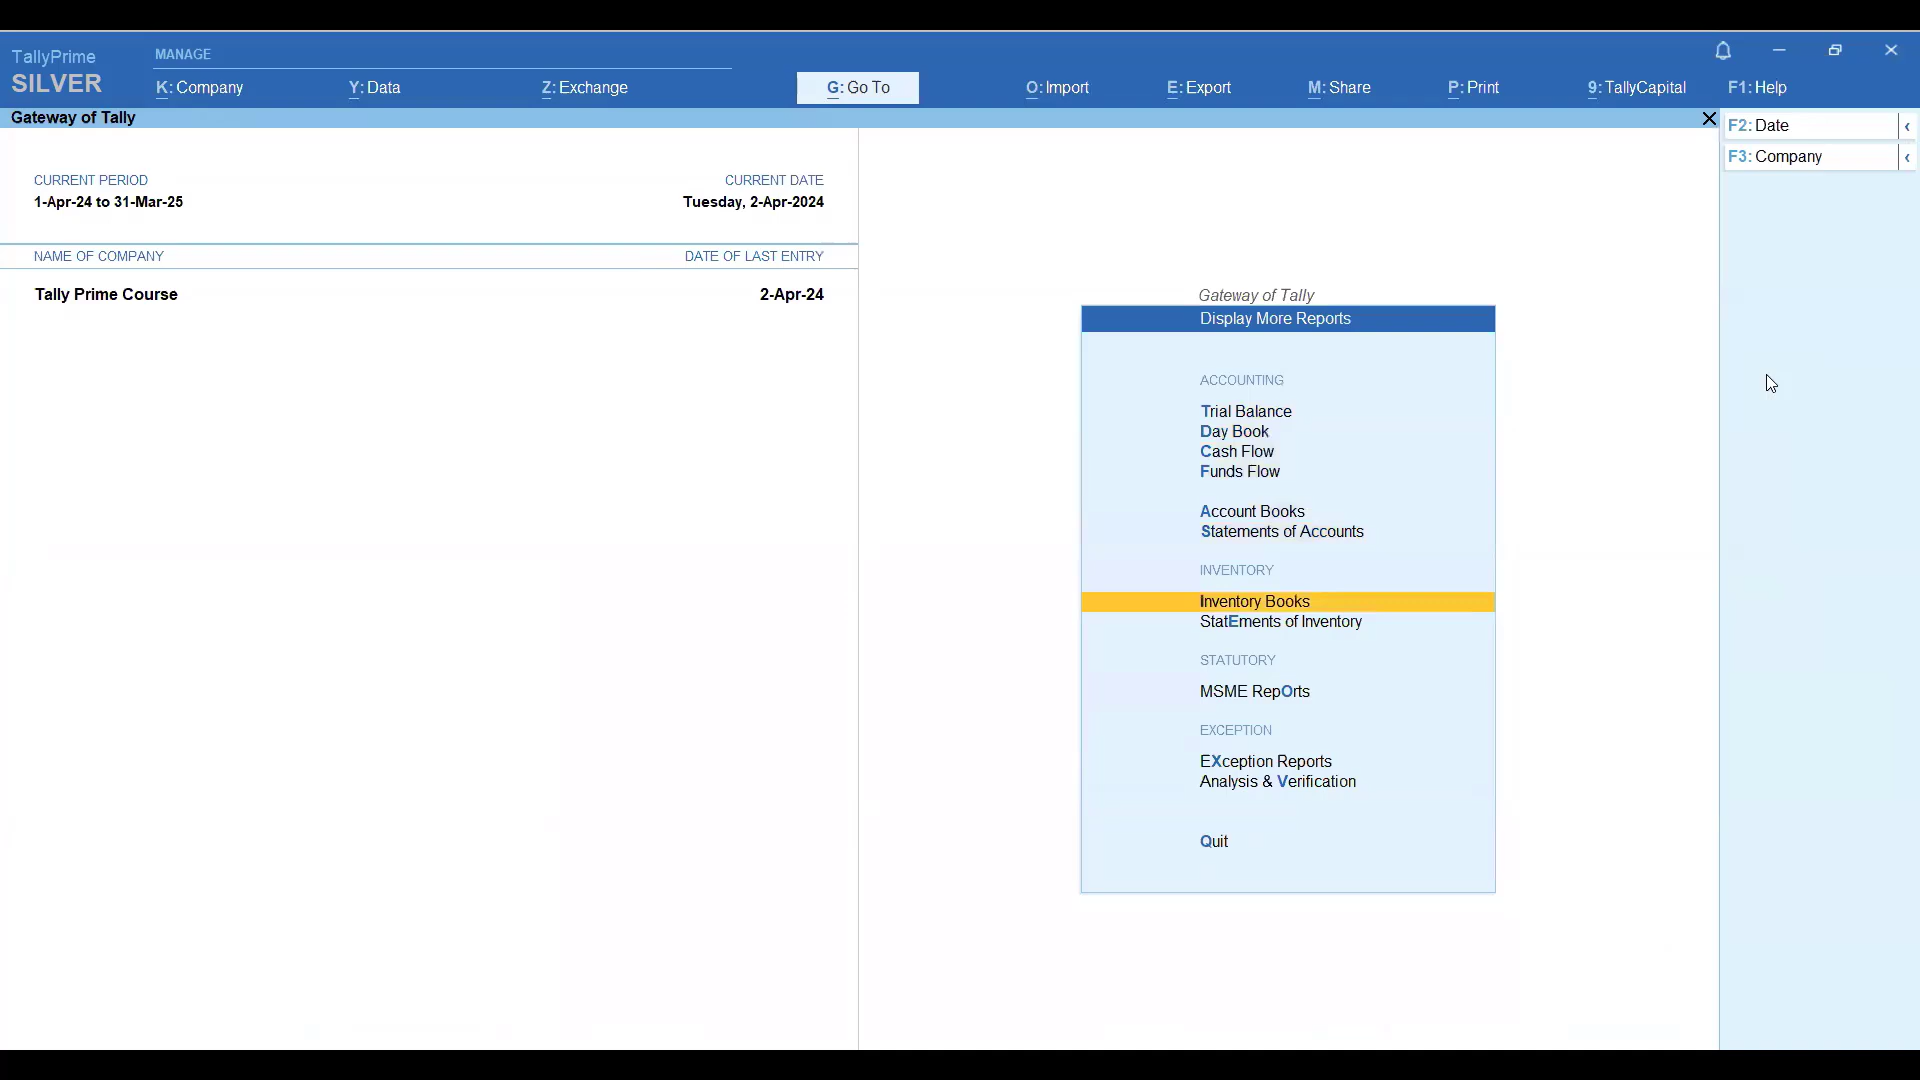 TallyPrime
SILVER
MANAGE
K: Company
Y: Data
Z: Exchange
G: Go To
O: Import
E: Export
M: Share
P: Print
9: TallyCapital
F1: Help
Gateway of Tally
F2: Date
F3: Company
CURRENT PERIOD
CURRENT DATE
1-Apr-24 to 31-Mar-25
Tuesday, 2-Apr-2024
NAME OF COMPANY
DATE OF LAST ENTRY
Tally Prime Course
2-Apr-24
Gateway of Tally
Display More Reports
ACCOUNTING
Trial Balance
Day Book
Cash Flow
Funds Flow
Account Books
Statements of Accounts
INVENTORY
Inventory Books
StatEments of Inventory
STATUTORY
MSME RepOrts
EXCEPTION
EXception Reports
Analysis & Verification
Quit